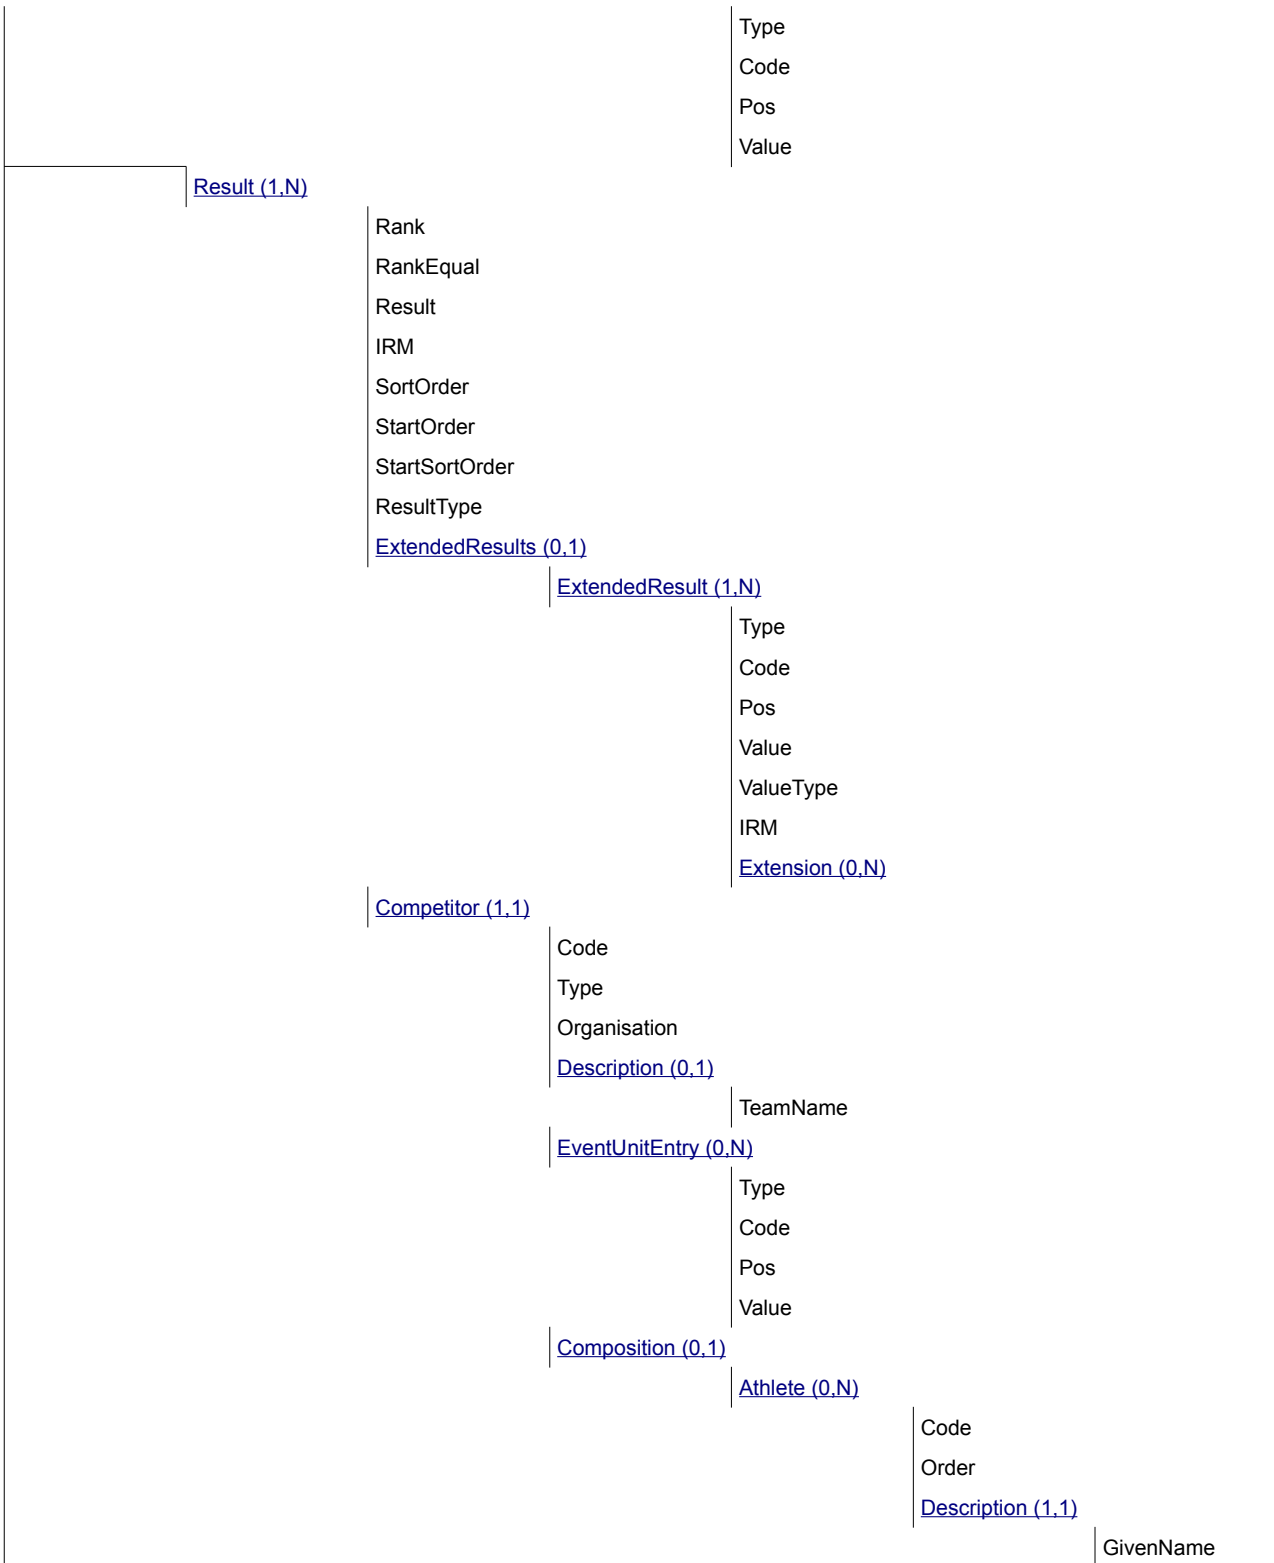 Type
Code
Pos
Value
Result (1,N)
Rank
RankEqual
Result
IRM
SortOrder
StartOrder
StartSortOrder
ResultType
ExtendedResults (0,1)
ExtendedResult (1,N)
Type
Code
Pos
Value
ValueType
IRM
Extension (0,N)
Competitor (1,1)
Code
Type
Organisation
Description (0,1)
TeamName
EventUnitEntry (0,N)
Type
Code
Pos
Value
Composition (0,1)
Athlete (0,N)
Code
Order
Description (1,1)
GivenName